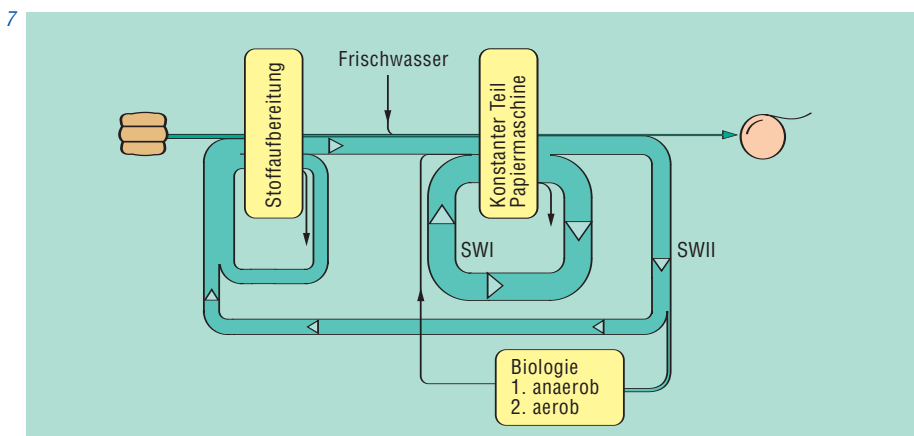 7
Frischwasser
Stoffaufbereitung
Konstanter Teil
Papiermaschine
SWI
SWII
Biologie
1. anaerob
2. aerob